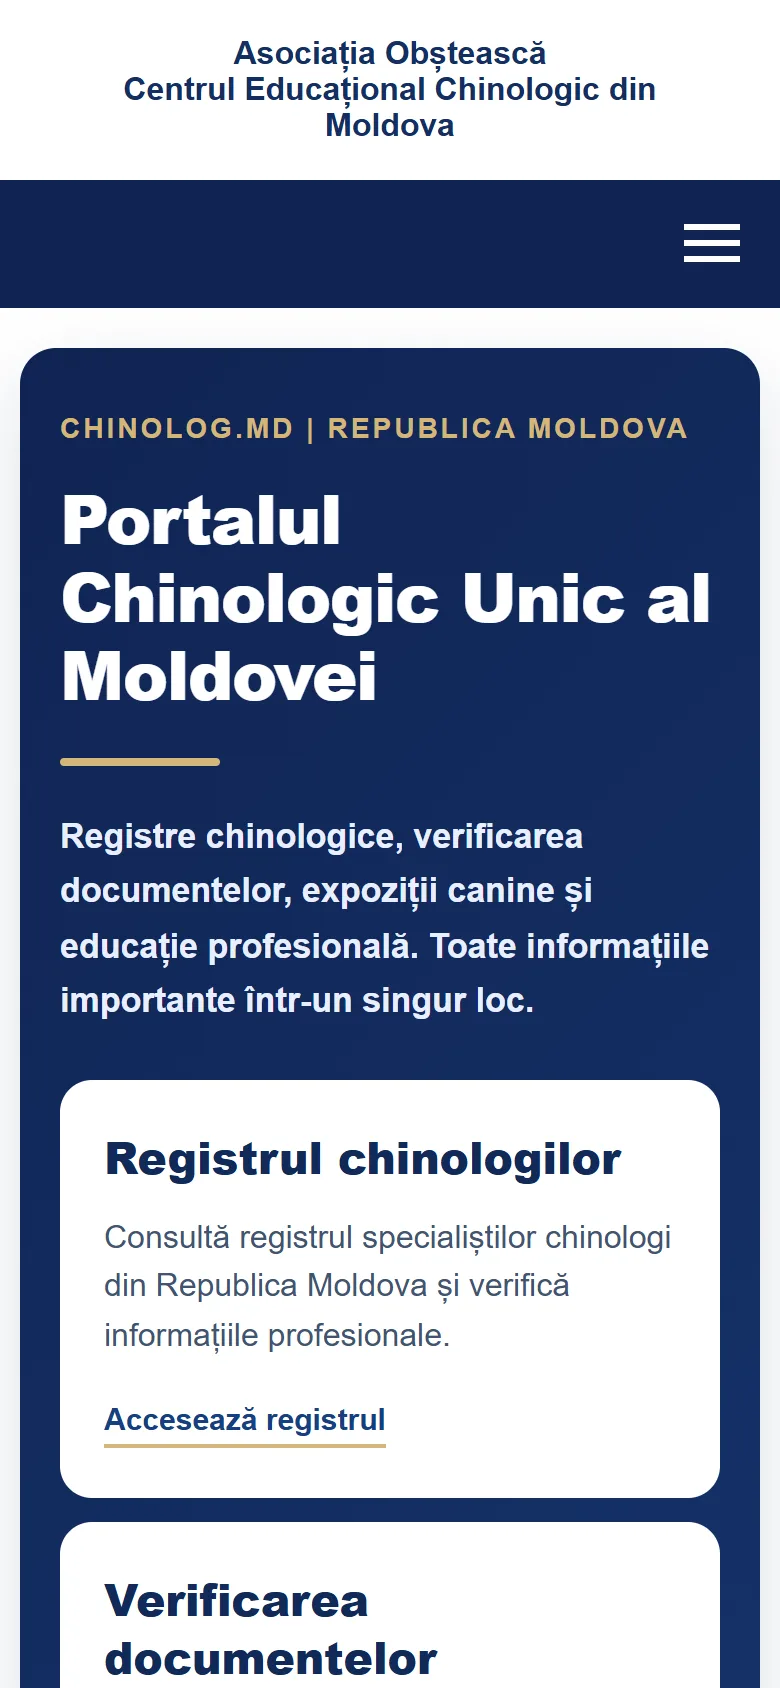 Asociația Obștească
Centrul Educațional Chinologic din
Moldova
CHINOLOG.MD | REPUBLICA MOLDOVA
Portalul
Chinologic Unic al
Moldovei
Registre chinologice, verificarea
documentelor, expoziții canine și
educație profesională. Toate informațiile
importante într-un singur loc.
Registrul chinologilor
Consultă registrul specialiștilor chinologi
din Republica Moldova și verifică
informațiile profesionale.
Accesează registrul
Verificarea
documentelor